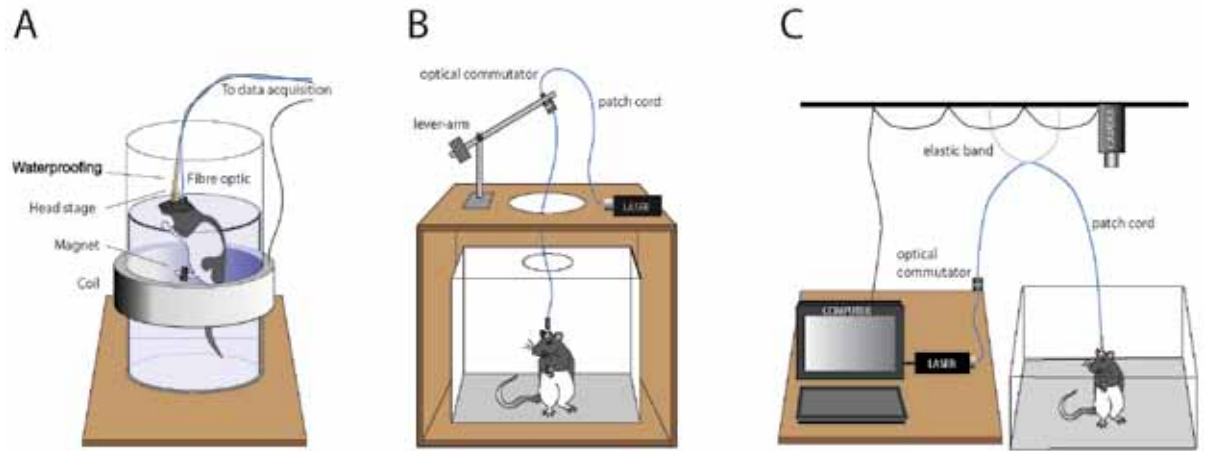 A
To data acquisition
Waterproofing
Fibre optic
Head stage
Magnet
Coil
B
optical commutator
patch cord
lever-arm
LASER
C
CAMERA
elastic band
patch cord
optical
commutator
COMPUTER
LASER